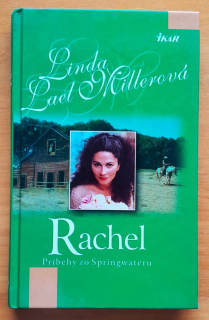 IKAR
Linda
Lael Millerová
Rachel
Príbehy zo Springwateru